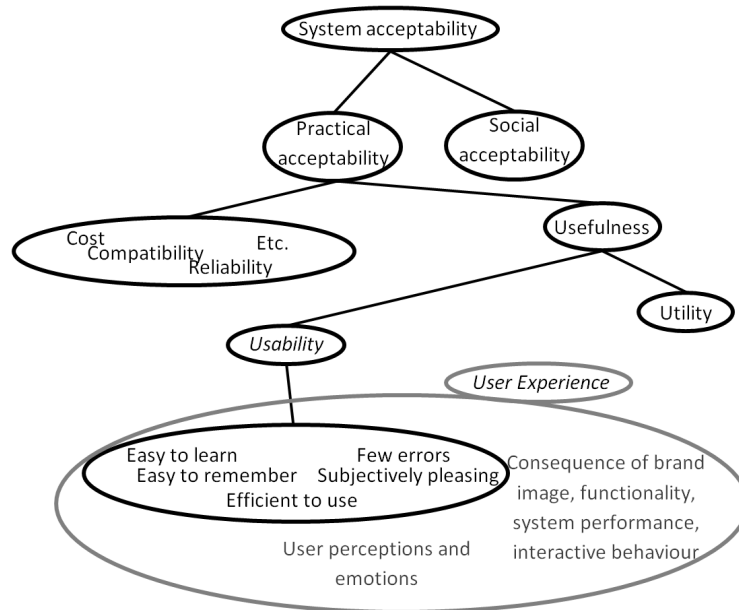 System acceptability
Practical
acceptability
Social
acceptability
Cost
Compatibility
Etc.
Reliability
Usefulness
Utility
Usability
User Experience
Easy to learn
Few errors
Easy to remember
Subjectively pleasing
Efficient to use
Consequence of brand
image, functionality,
system performance,
interactive behaviour
User perceptions and
emotions